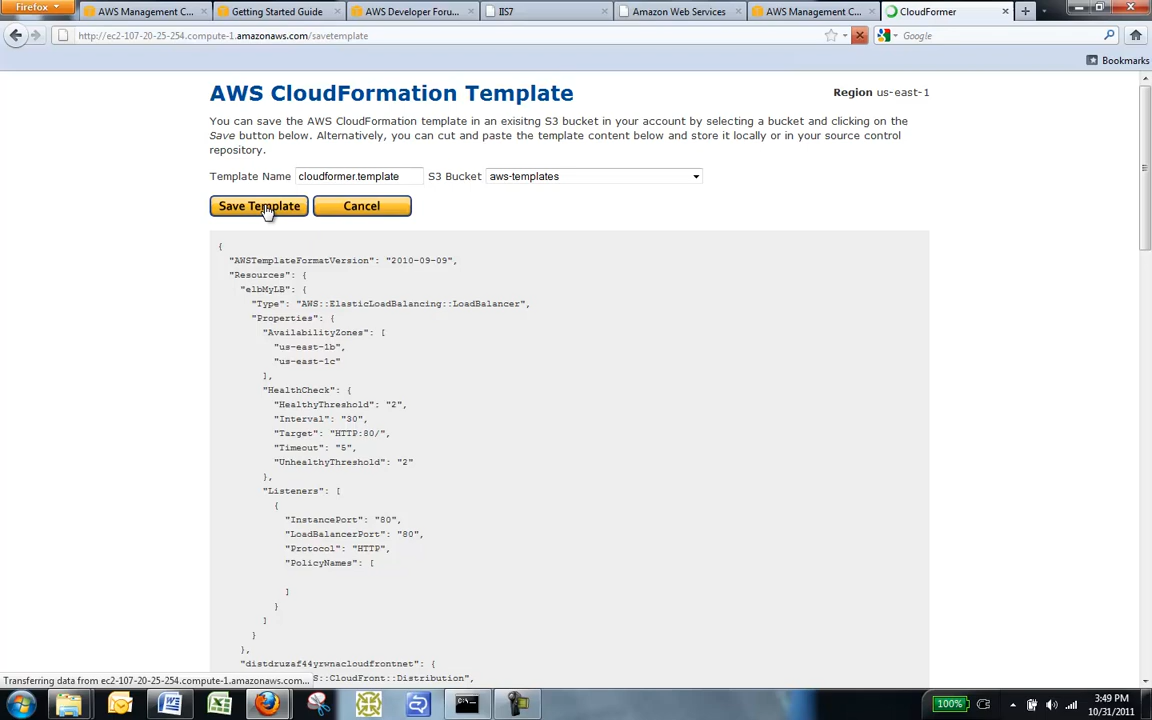 Firefox
AWS Management C...
Getting Started Guide
AWS Developer Foru...
IIS7
Amazon Web Services
AWS Management C...
CloudFormer
http://ec2-107-20-25-254.compute-1.amazonaws.com/savetemplate
Google
Bookmarks
AWS CloudFormation Template
Region us-east-1
You can save the AWS CloudFormation template in an exisitng S3 bucket in your account by selecting a bucket and clicking on the
Save button below. Alternatively, you can cut and paste the template content below and store it locally or in your source control
repository.
Template Name cloudformer.template S3 Bucket aws-templates
Save Template Cancel
{
"AWSTemplateFormatVersion": "2010-09-09",
"Resources": {
"elbMyLB": {
"Type": "AWS::ElasticLoadBalancing::LoadBalancer",
"Properties": {
"AvailabilityZones": [
"us-east-1b",
"us-east-1c"
],
"HealthCheck": {
"HealthyThreshold": "2",
"Interval": "30",
"Target": "HTTP:80/",
"Timeout": "5",
"UnhealthyThreshold": "2"
},
"Listeners": [
{
"InstancePort": "80",
"LoadBalancerPort": "80",
"Protocol": "HTTP",
"PolicyNames": [
]
}
]
}
},
"distdruzaf44yrwnacloudfrontnet": {
S::CloudFront::Distribution",
Transferring data from ec2-107-20-25-254.compute-1.amazonaws.com...
100%
3:49 PM
10/31/2011